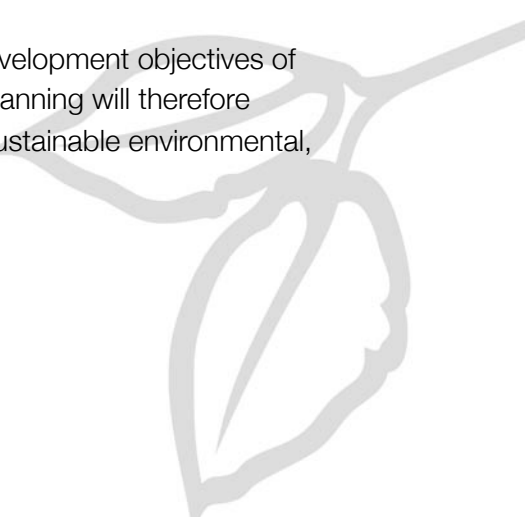 velopment objectives of
anning will therefore
ustainable environmental,